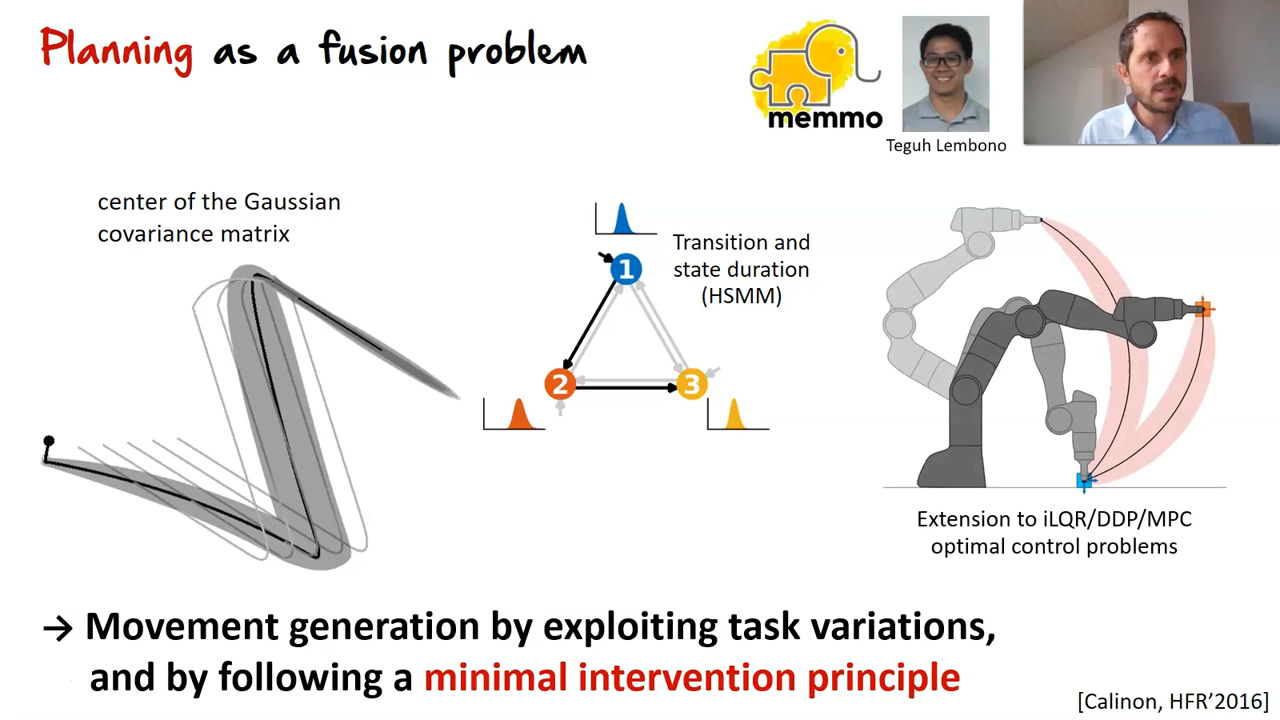 Planning as a fusion problem
memmo
Teguh Lembono
center of the Gaussian
covariance matrix
1
Transition and
state duration
(HSMM)
2
3
Extension to iLQR/DDP/MPC
optimal control problems
→ Movement generation by exploiting task variations,
and by following a minimal intervention principle
[Calinon, HFR’2016]